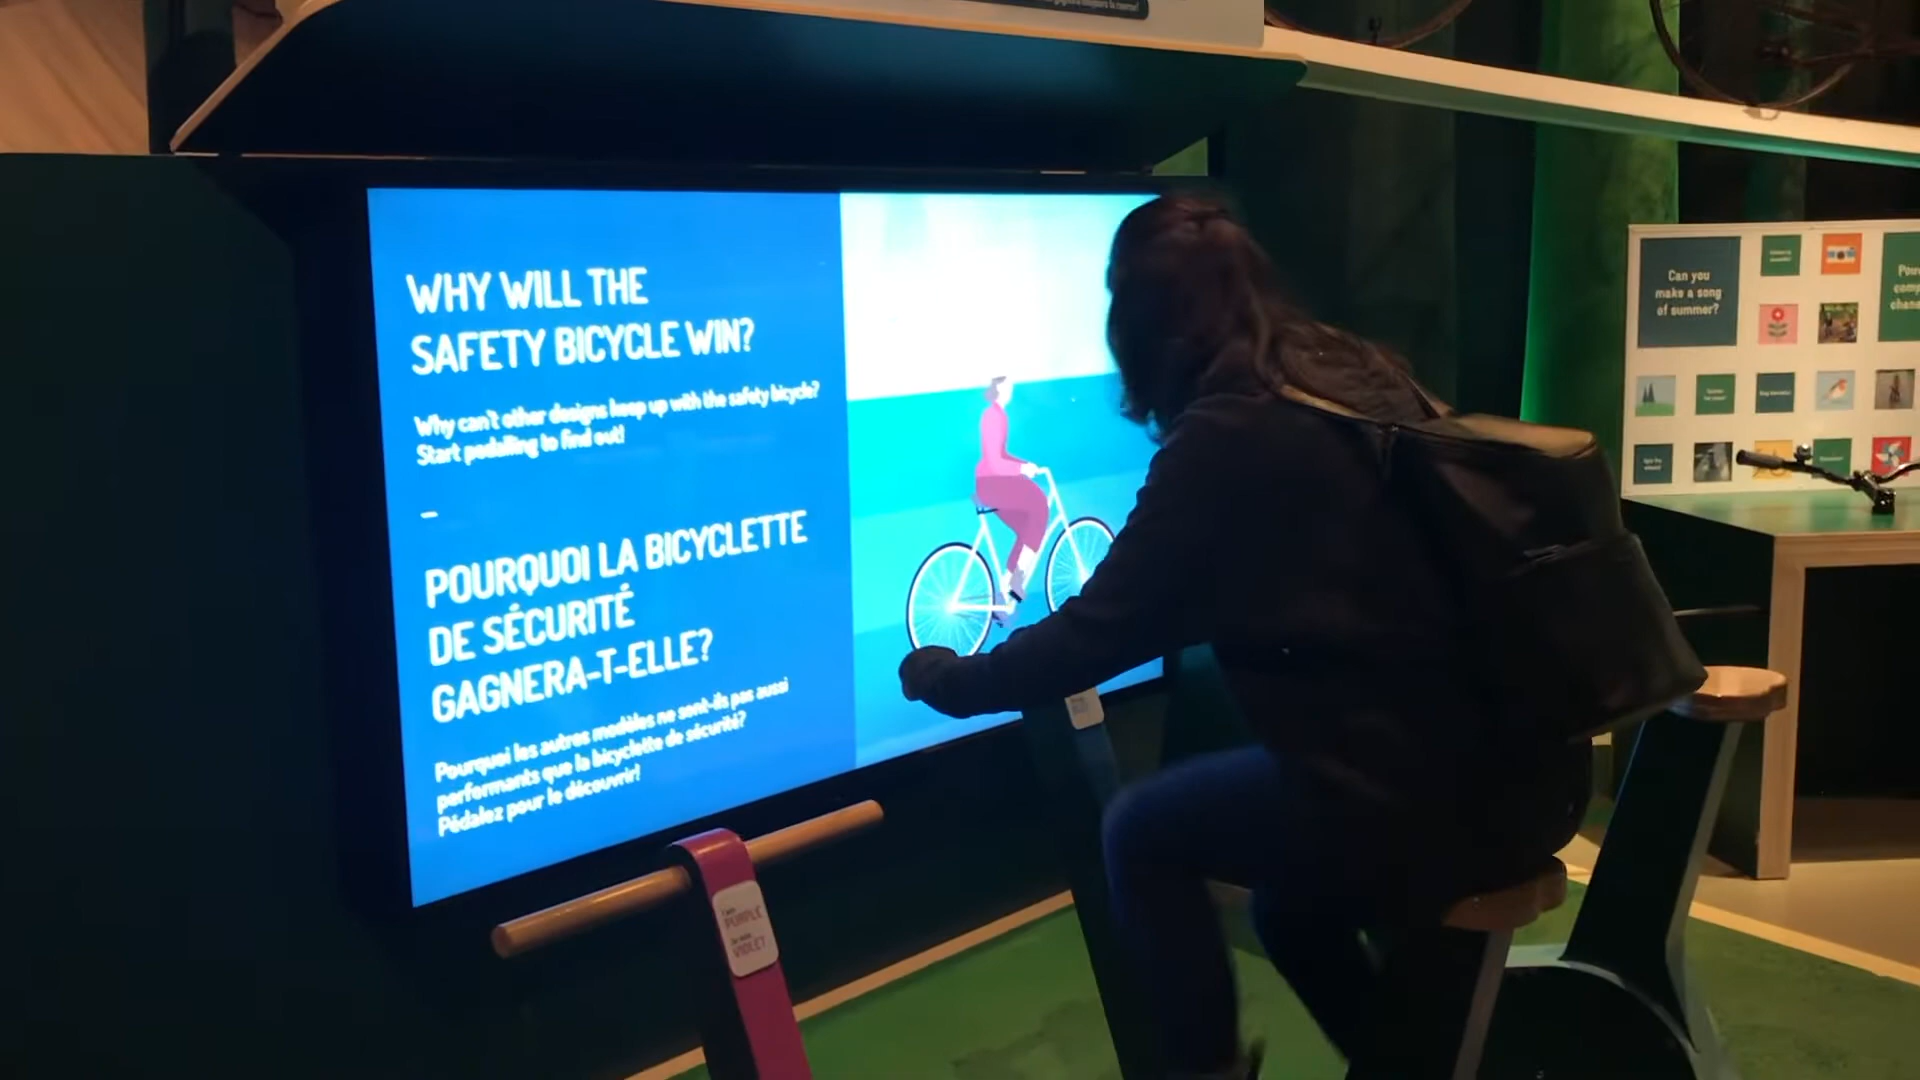 WHY WILL THE
SAFETY BICYCLE WIN?
Why can't other designs keep up with the safety bicycle?
Start pedalling to find out!
–
POURQUOI LA BICYCLETTE
DE SÉCURITÉ
GAGNERA-T-ELLE?
Pourquoi les autres modèles ne sont-ils pas aussi
performants que la bicyclette de sécurité?
Pédalez pour le découvrir!
PURPLE
VIOLET
Can you
make a song
of summer?